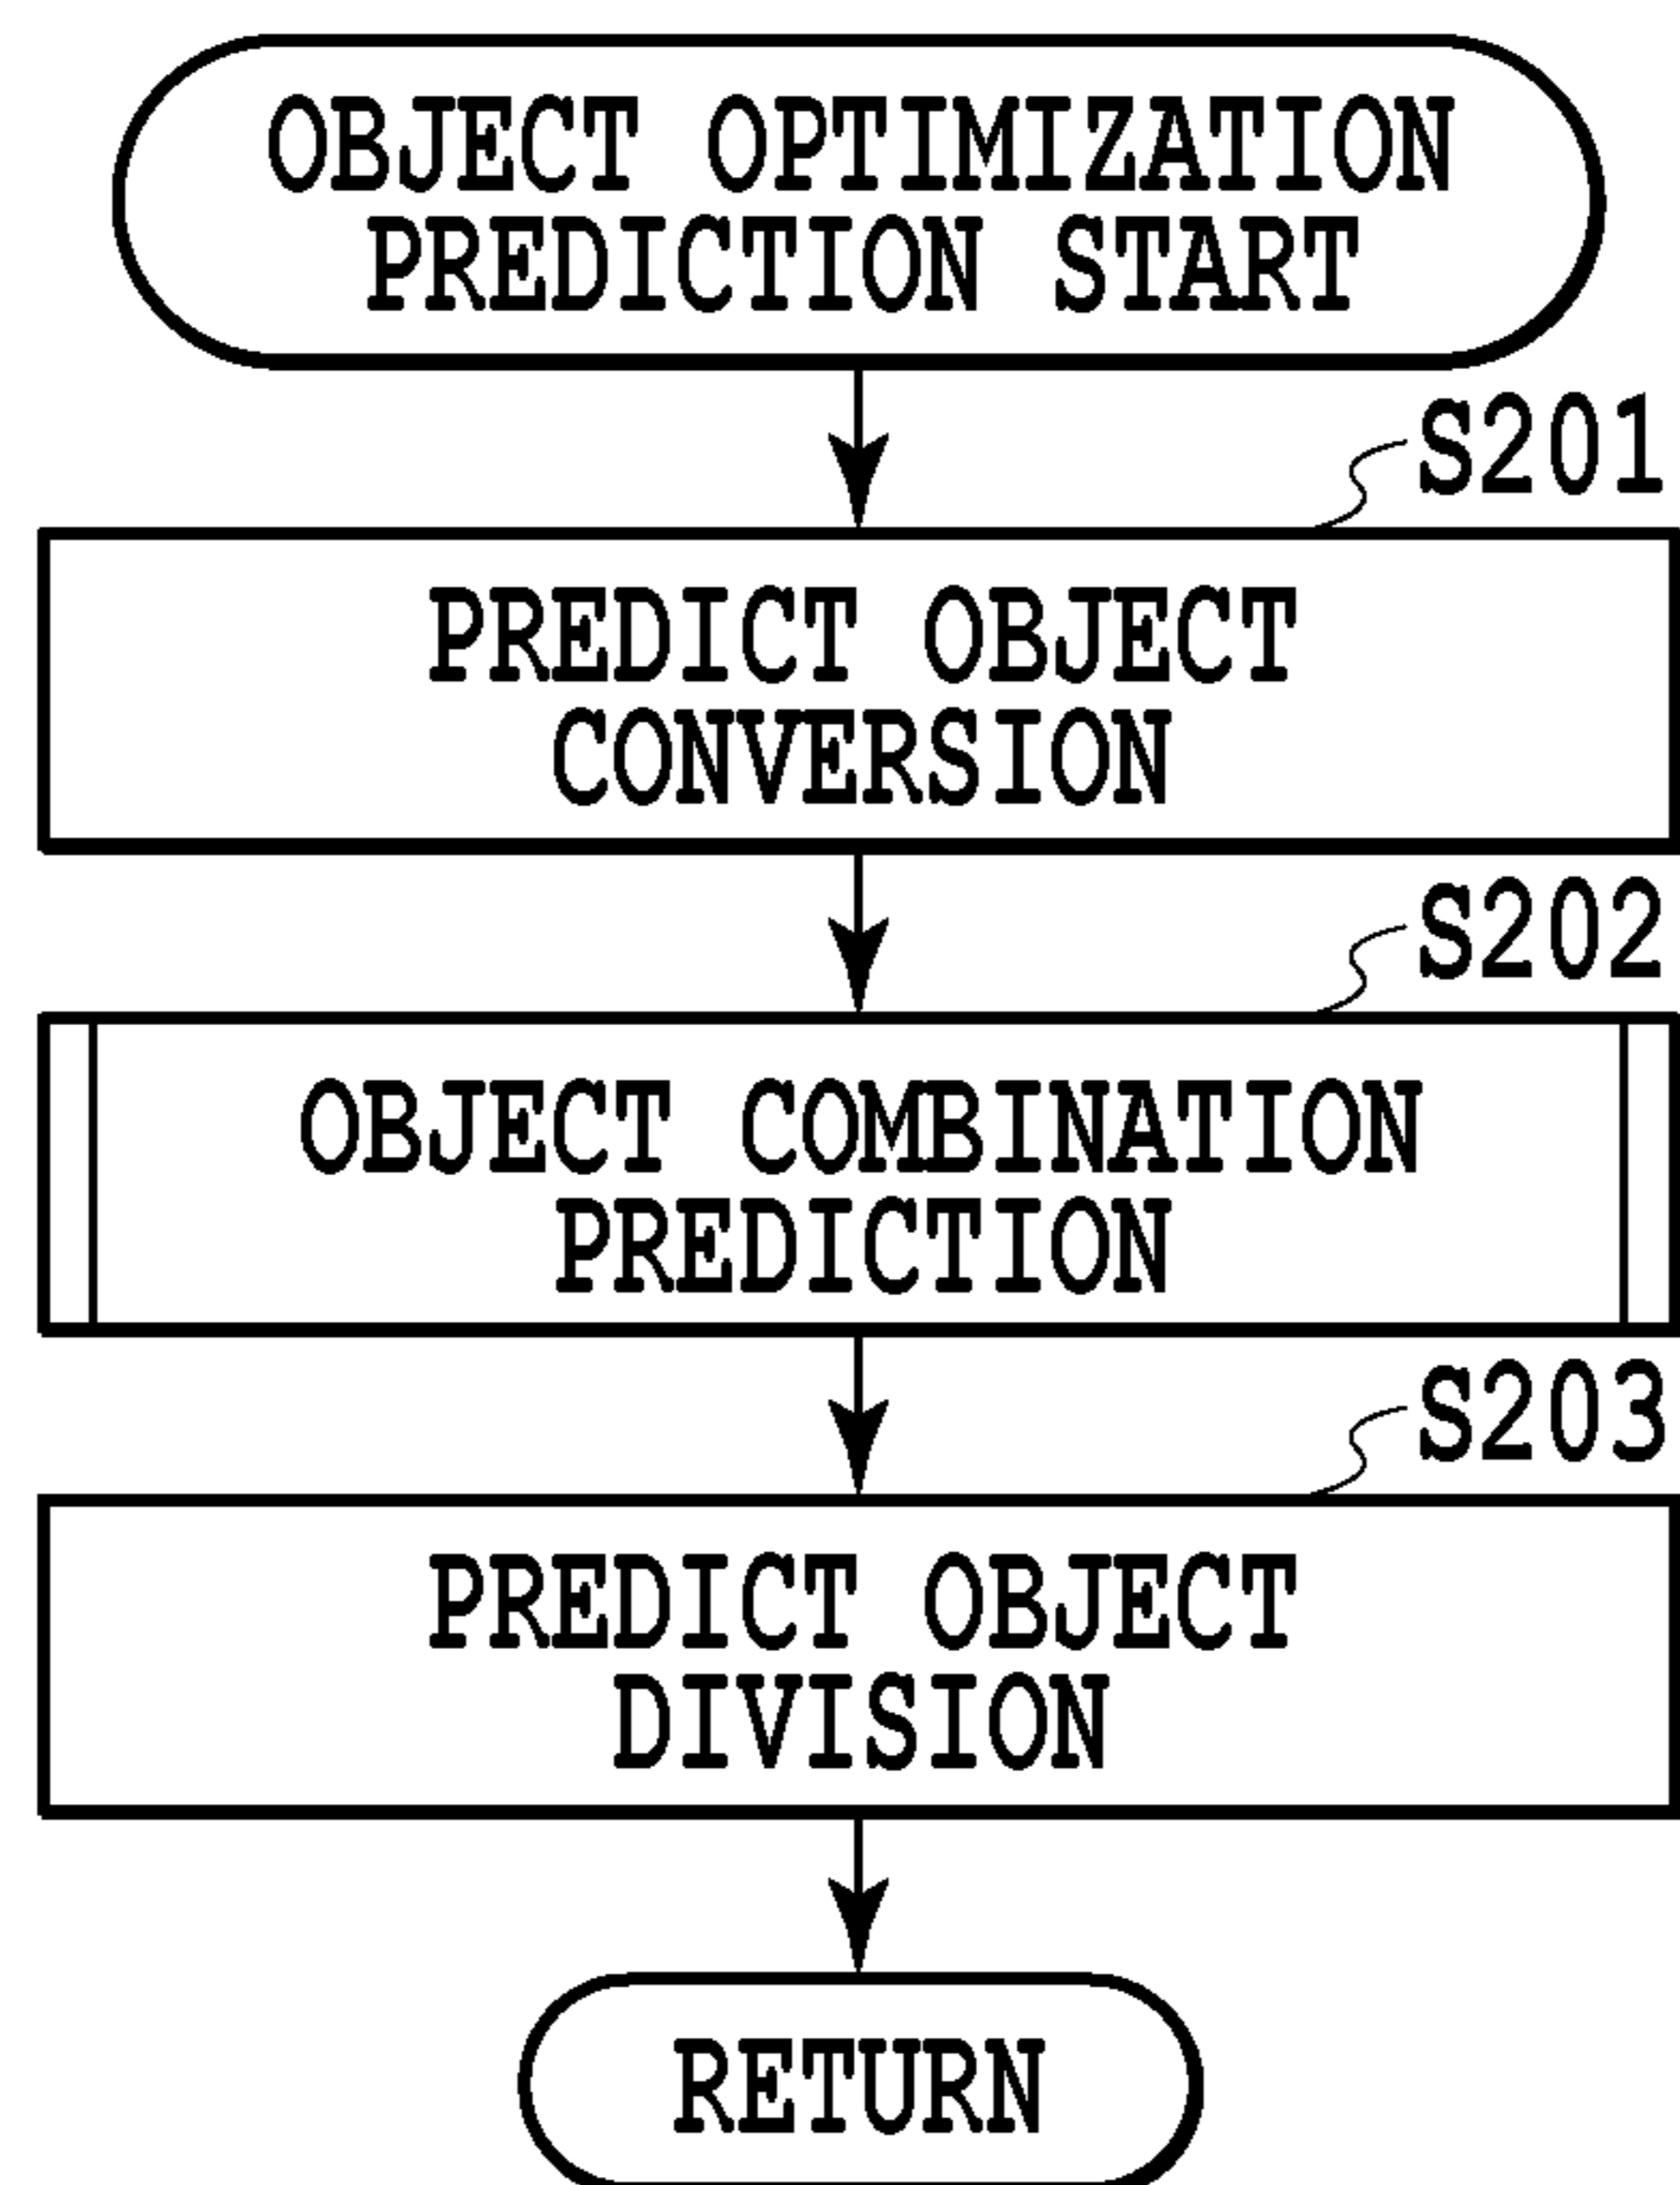 OBJECT OPTIMIZATION
PREDICTION START
S201
PREDICT OBJECT
CONVERSION
S202
OBJECT COMBINATION
PREDICTION
S203
PREDICT OBJECT
DIVISION
RETURN